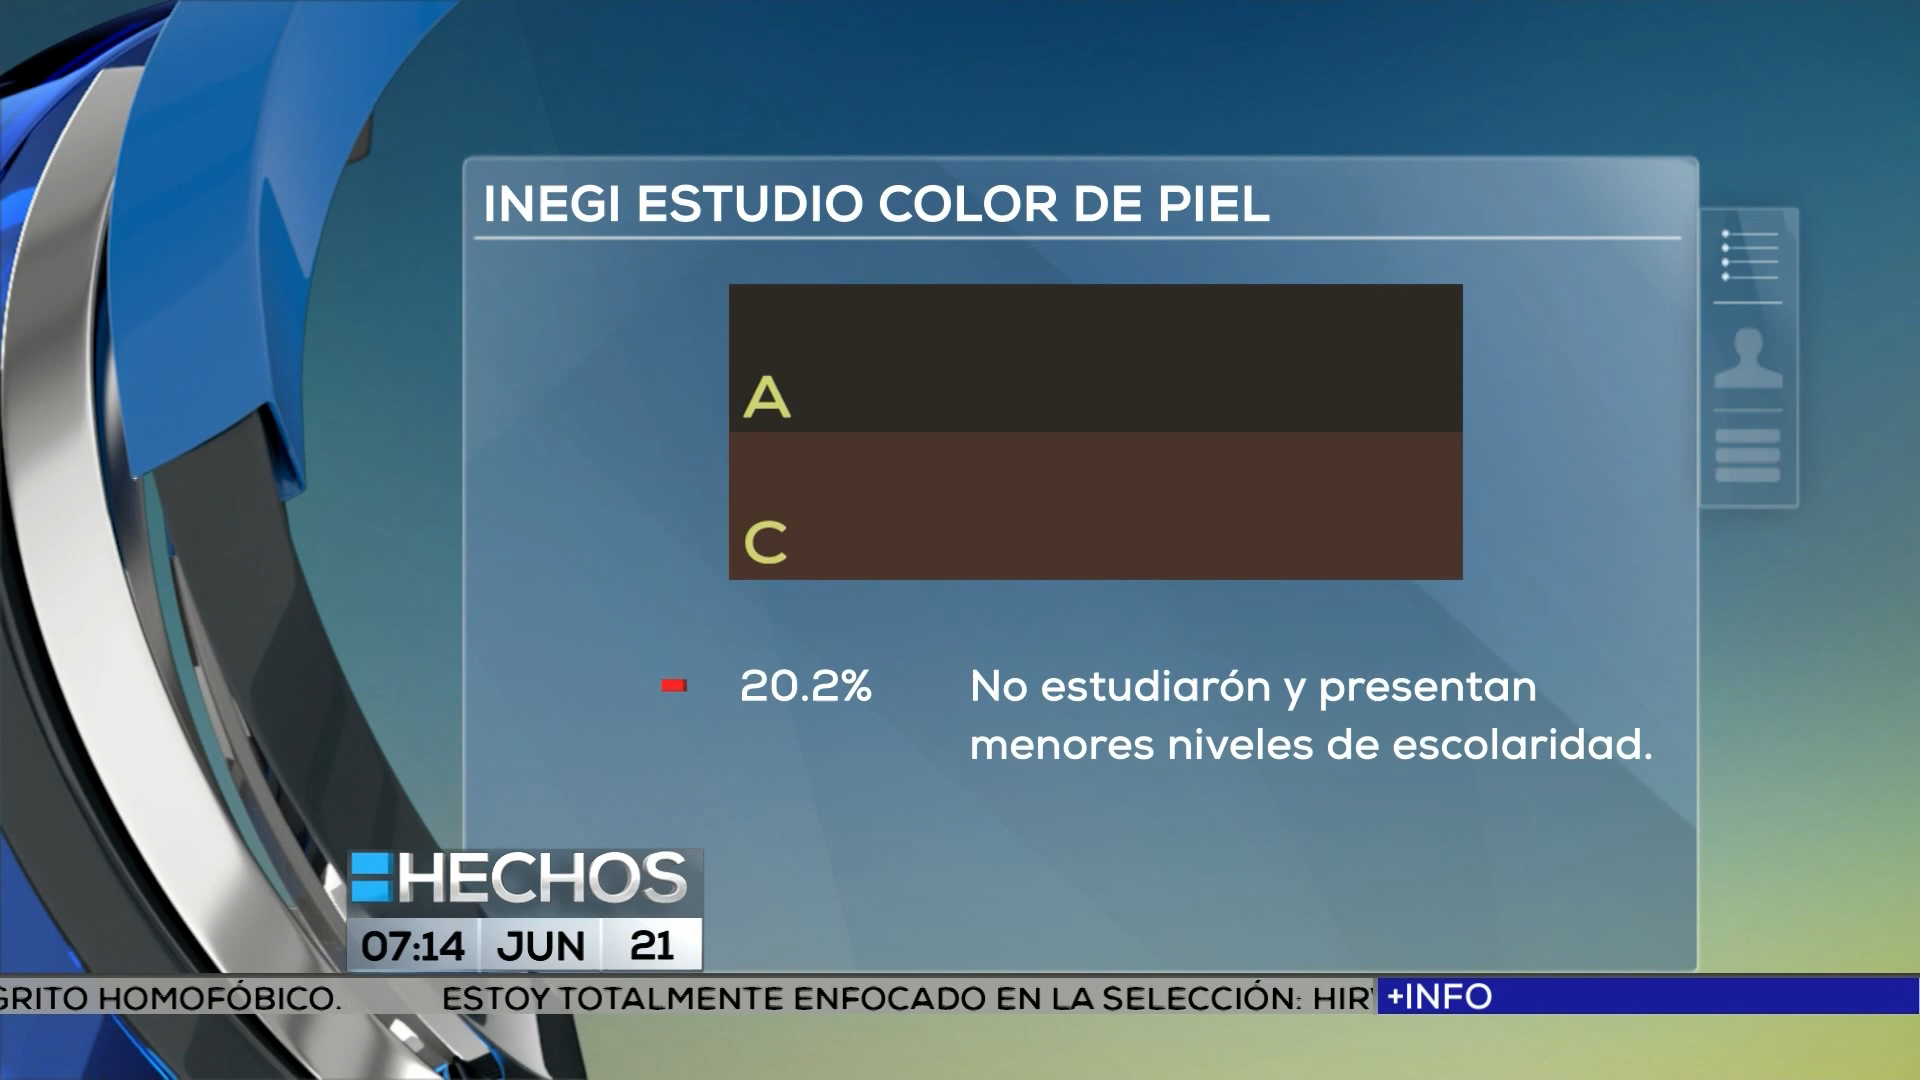 INEGI ESTUDIO COLOR DE PIEL
A
C
20.2% No estudiarón y presentan
menores niveles de escolaridad.
HECHOS
07:14 JUN 21
GRITO HOMOFÓBICO. ESTOY TOTALMENTE ENFOCADO EN LA SELECCIÓN: +INFO